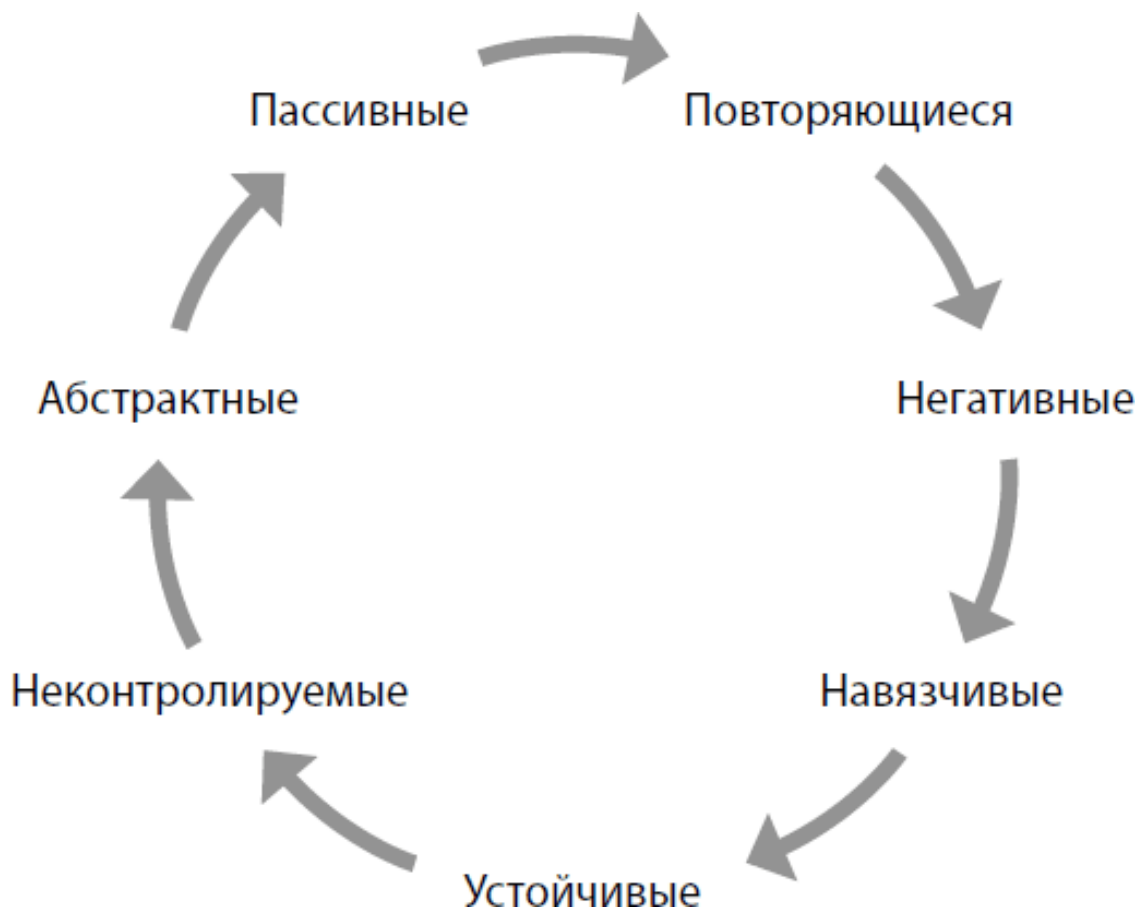 Пассивные
Повторяющиеся
Абстрактные
Негативные
Неконтролируемые
Навязчивые
Устойчивые